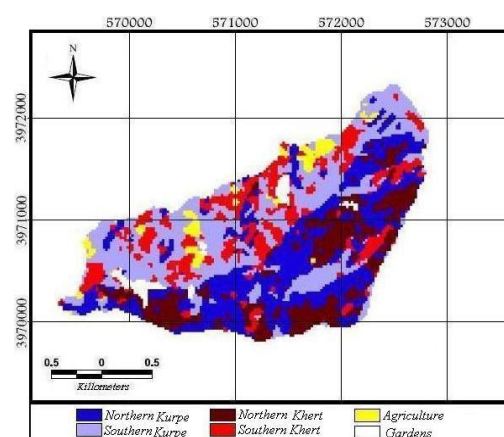 570000 571000 572000 573000
N
3972000
3971000
3970000
0.5 0 0.5
Killometers
Northern Kurpe Northern Khert Agriculture
Southern Kurpe Southern Khert Gardens